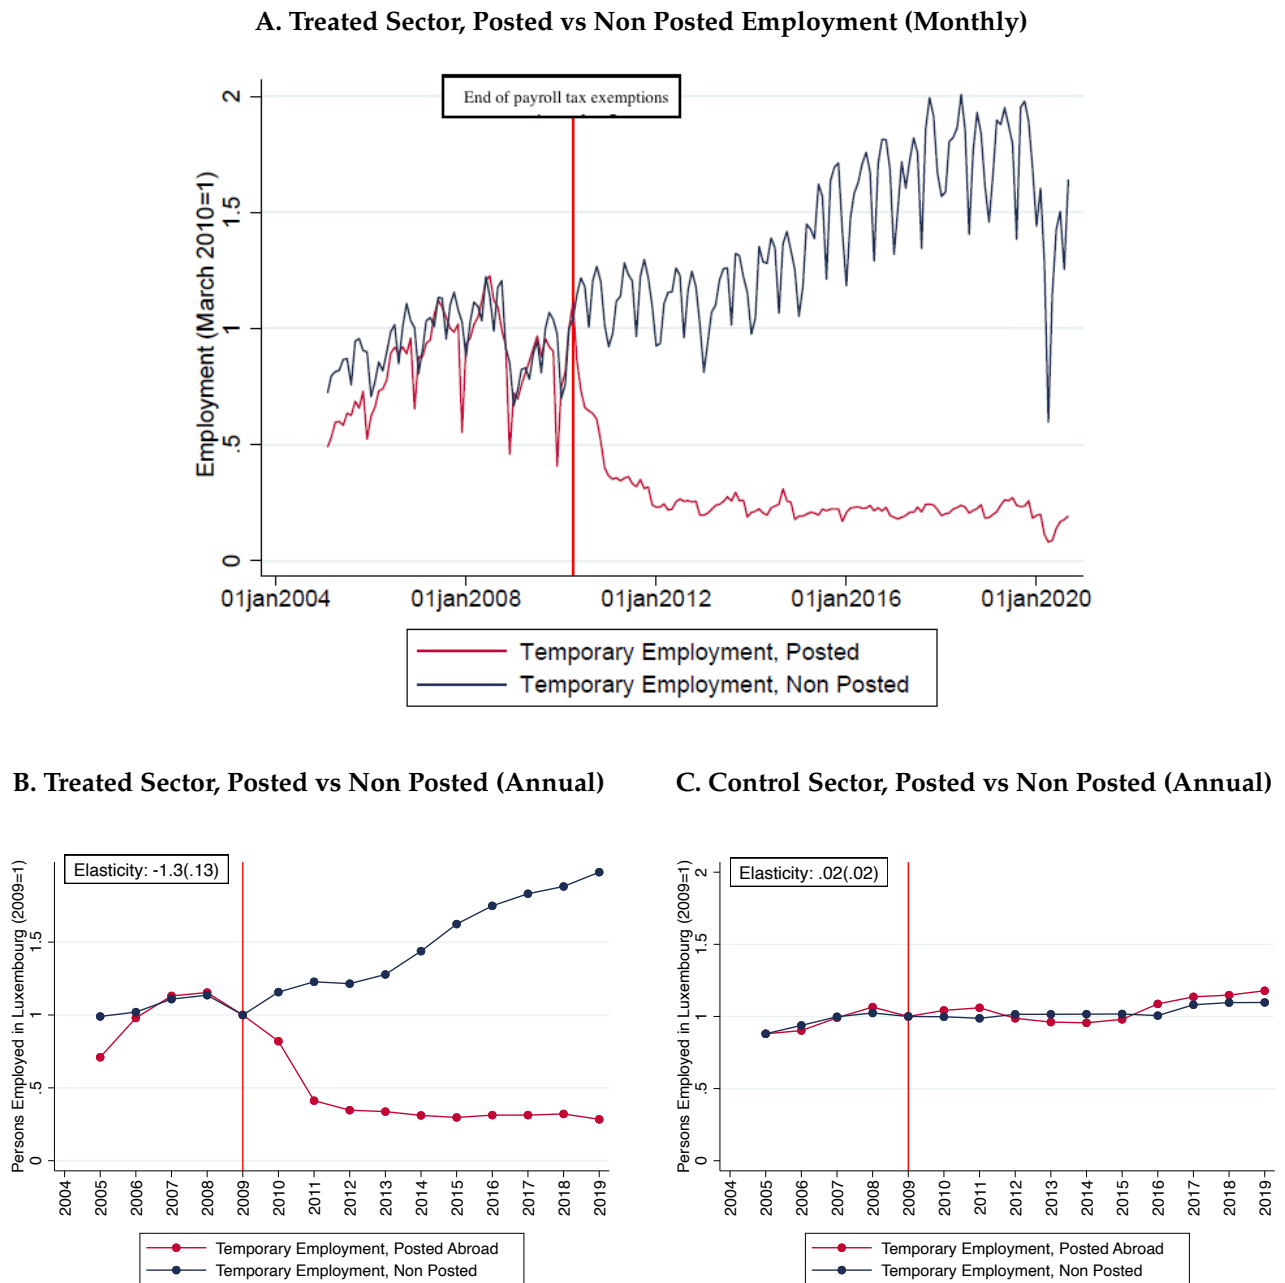 A. Treated Sector, Posted vs Non Posted Employment (Monthly)
End of payroll tax exemptions
Employment (March 2010=1)
2
1.5
1
.5
0
01jan2004 01jan2008 01jan2012 01jan2016 01jan2020
Temporary Employment, Posted
Temporary Employment, Non Posted
B. Treated Sector, Posted vs Non Posted (Annual)
Elasticity: -1.3(.13)
Persons Employed in Luxembourg (2009=1)
1.5
1
.5
0
2004 2005 2006 2007 2008 2009 2010 2011 2012 2013 2014 2015 2016 2017 2018 2019
Temporary Employment, Posted Abroad
Temporary Employment, Non Posted
C. Control Sector, Posted vs Non Posted (Annual)
Elasticity: .02(.02)
Persons Employed in Luxembourg (2009=1)
2
1.5
1
.5
0
2004 2005 2006 2007 2008 2009 2010 2011 2012 2013 2014 2015 2016 2017 2018 2019
Temporary Employment, Posted Abroad
Temporary Employment, Non Posted